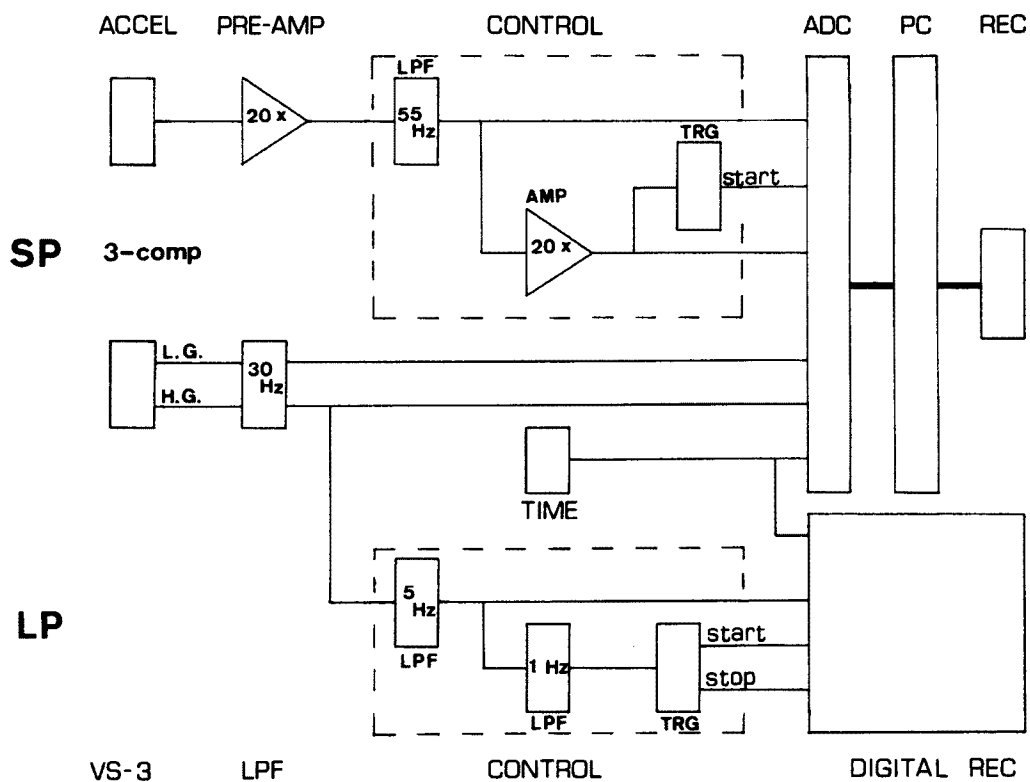 ACCEL PRE-AMP CONTROL ADC PC REC
LPF
20 x
55
Hz
TRG
start
AMP
20 x
SP 3-comp
L.G.
H.G.
30
Hz
TIME
5
Hz
LPF
LP
1 Hz
LPF
start
stop
TRG
VS-3 LPF CONTROL DIGITAL REC